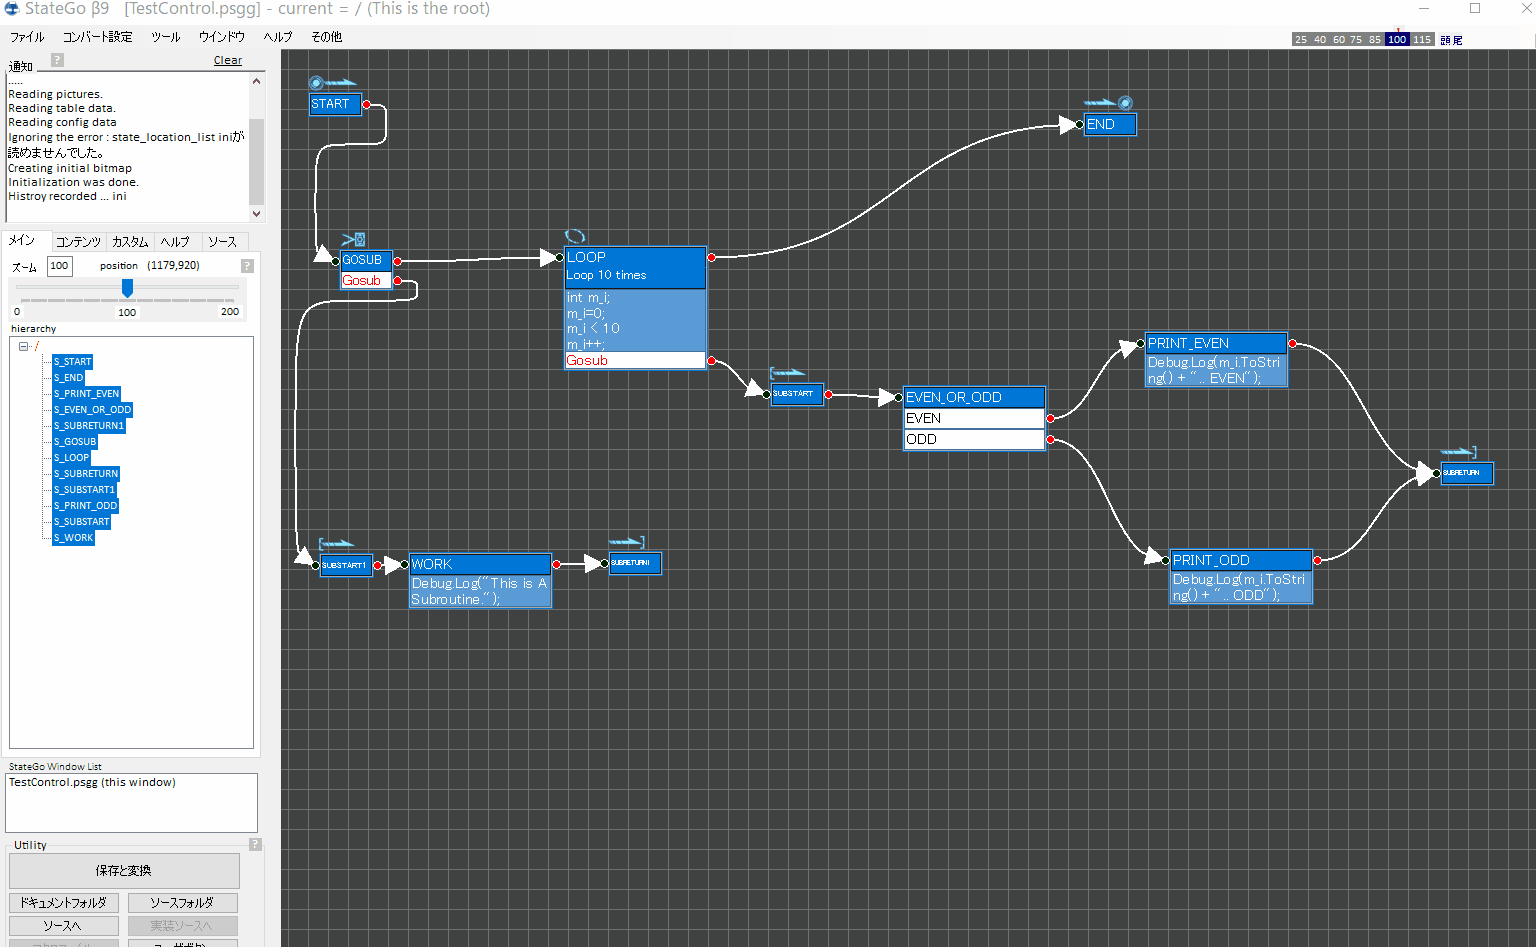 StateGo β9   [TestControl.psgg] - current = / (This is the root)
ファイル コンバート設定 ツール ウインドウ ヘルプ その他
25 40 60 75 85 100 115 頭 尾
通知 ? Clear
.....
Reading pictures.
Reading table data.
Reading config data
Ignoring the error : state_location_list iniが
読めませんでした。
Creating initial bitmap
Initialization was done.
Histroy recorded ... ini
メイン コンテンツ カスタム ヘルプ ソース
ズーム 100 position (1179,920) ?
0 100 200
hierarchy
/
S_START
S_END
S_PRINT_EVEN
S_EVEN_OR_ODD
S_SUBRETURN1
S_GOSUB
S_LOOP
S_SUBRETURN
S_SUBSTART1
S_PRINT_ODD
S_SUBSTART
S_WORK
StateGo Window List
TestControl.psgg (this window)
Utility ?
保存と変換
ドキュメントフォルダ ソースフォルダ
ソースへ 実装ソースへ
START
END
GOSUB
Gosub
LOOP
Loop 10 times
int m_i;
m_i=0;
m_i < 10
m_i++;
Gosub
SUBSTART
EVEN_OR_ODD
EVEN
ODD
PRINT_EVEN
Debug.Log(m_i.ToStri
ng() + ".. EVEN");
SUBRETURN
PRINT_ODD
Debug.Log(m_i.ToStri
ng() + ".. ODD");
SUBSTART1
WORK
Debug.Log("This is A
Subroutine.");
SUBRETURN1